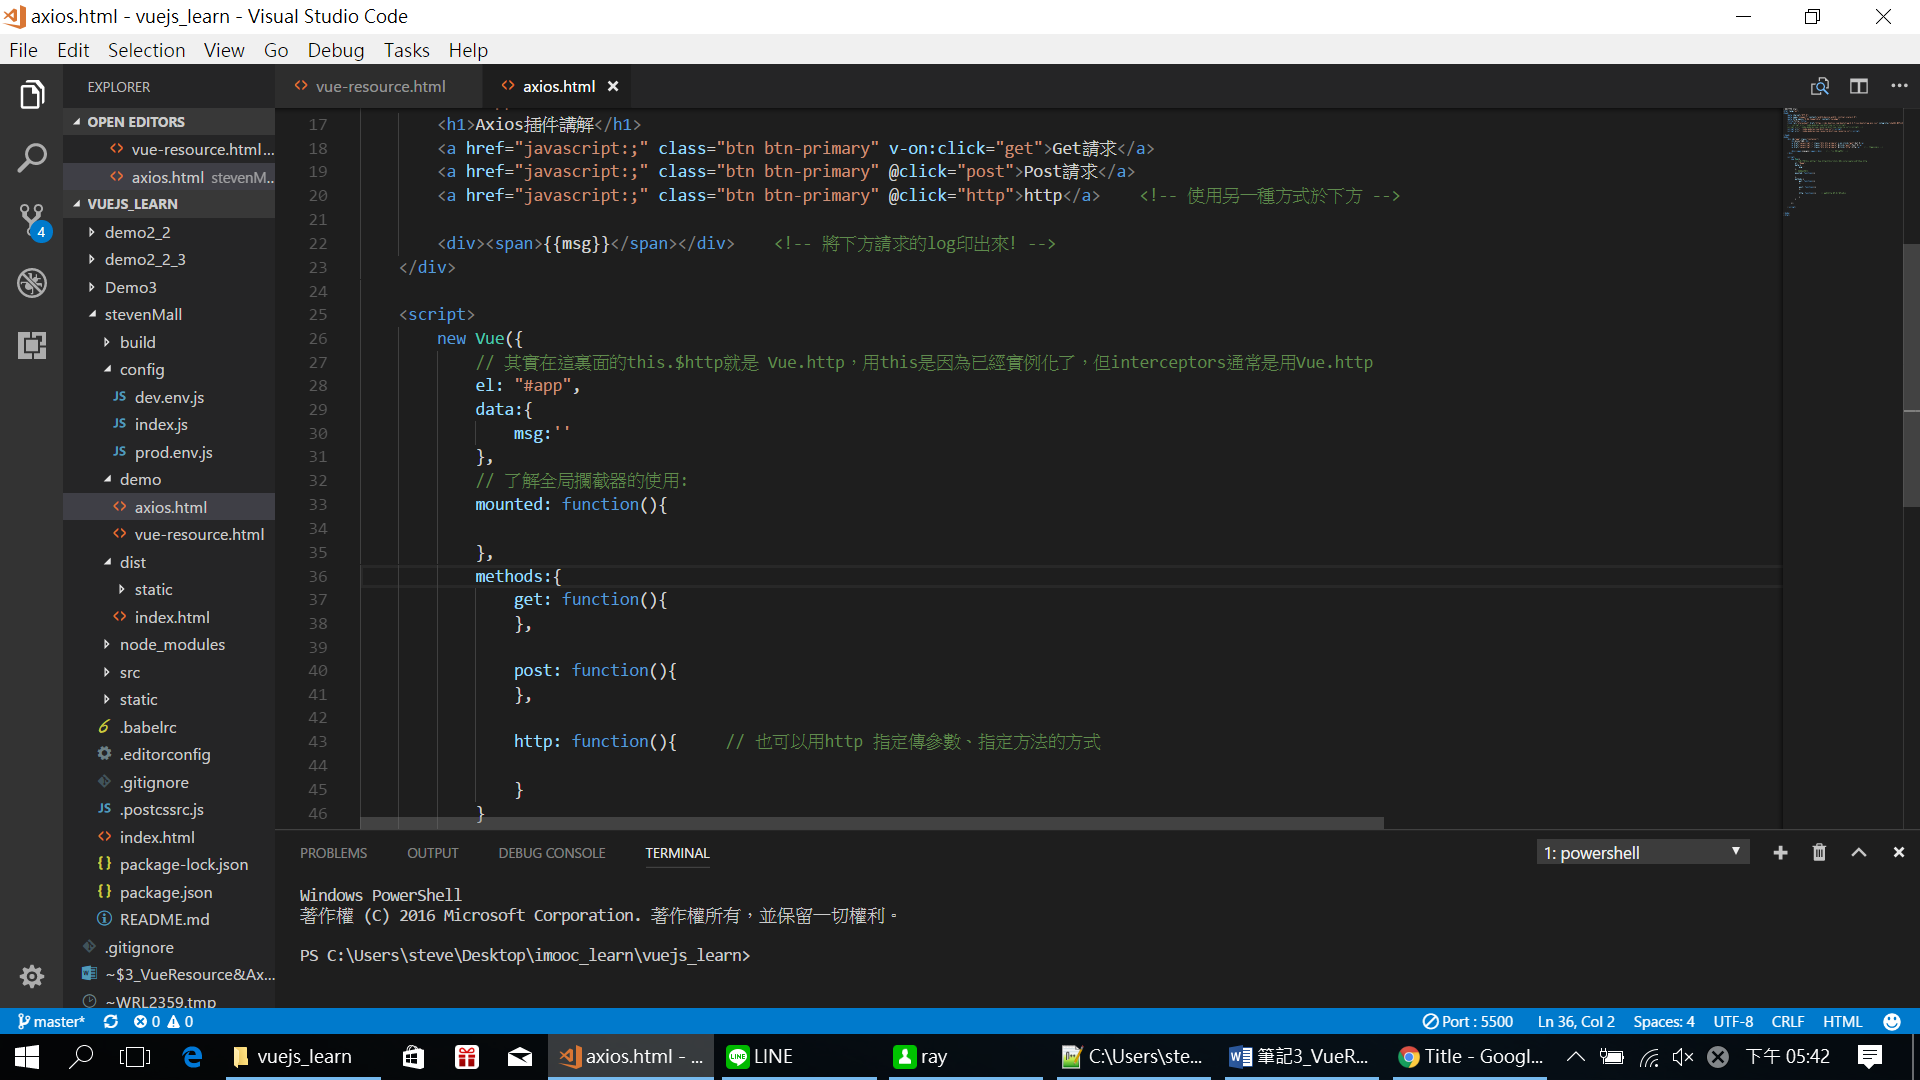 axios.html - vuejs_learn - Visual Studio Code
File Edit Selection View Go Debug Tasks Help
EXPLORER
OPEN EDITORS
vue-resource.html...
axios.html stevenM...
VUEJS_LEARN
demo2_2
demo2_2_3
Demo3
stevenMall
build
config
JS dev.env.js
JS index.js
JS prod.env.js
demo
axios.html
vue-resource.html
dist
static
index.html
node_modules
src
static
.babelrc
.editorconfig
.gitignore
JS .postcssrc.js
index.html
package-lock.json
package.json
README.md
.gitignore
~$3_VueResource&Ax...
~WRL2359.tmp
4
vue-resource.html axios.html
17 <h1>Axios插件講解</h1>
18 <a href="javascript:;" class="btn btn-primary" v-on:click="get">Get請求</a>
19 <a href="javascript:;" class="btn btn-primary" @click="post">Post請求</a>
20 <a href="javascript:;" class="btn btn-primary" @click="http">http</a> <!-- 使用另一種方式於下方 -->
21
22 <div><span>{{msg}}</span></div> <!-- 將下方請求的log印出來! -->
23 </div>
24
25 <script>
26 new Vue({
27 // 其實在這裏面的this.$http就是 Vue.http，用this是因為已經實例化了，但interceptors通常是用Vue.http
28 el: "#app",
29 data:{
30 msg:''
31 },
32 // 了解全局攔截器的使用:
33 mounted: function(){
34
35 },
36 methods:{
37 get: function(){
38 },
39
40 post: function(){
41 },
42
43 http: function(){ // 也可以用http 指定傳參數、指定方法的方式
44
45 }
46 }
PROBLEMS OUTPUT DEBUG CONSOLE TERMINAL 1: powershell
Windows PowerShell
著作權 (C) 2016 Microsoft Corporation. 著作權所有，並保留一切權利。
PS C:\Users\steve\Desktop\imooc_learn\vuejs_learn>
master* 0 0 Port : 5500 Ln 36, Col 2 Spaces: 4 UTF-8 CRLF HTML
vuejs_learn axios.html - ... LINE ray C:\Users\ste... 筆記3_VueR... Title - Googl... 下午 05:42